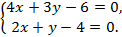 4x + 3y − 6 = 0,
2x + y − 4 = 0.